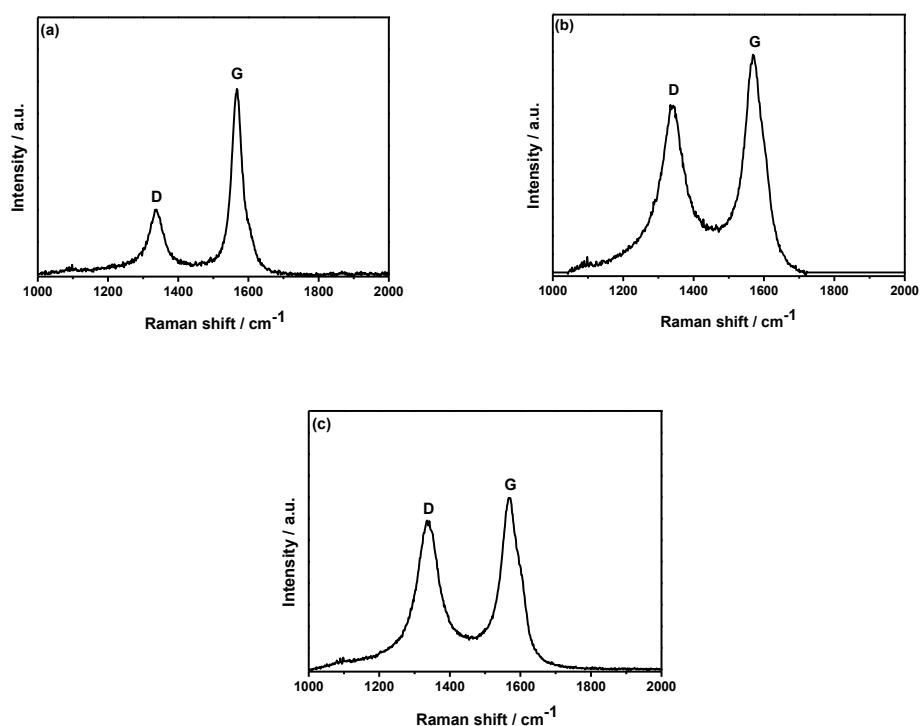 (a)
G
D
Intensity / a.u.
1000 1200 1400 1600 1800 2000
Raman shift / cm-1
(b)
G
D
Intensity / a.u.
1000 1200 1400 1600 1800 2000
Raman shift / cm-1
(c)
G
D
Intensity / a.u.
1000 1200 1400 1600 1800 2000
Raman shift / cm-1